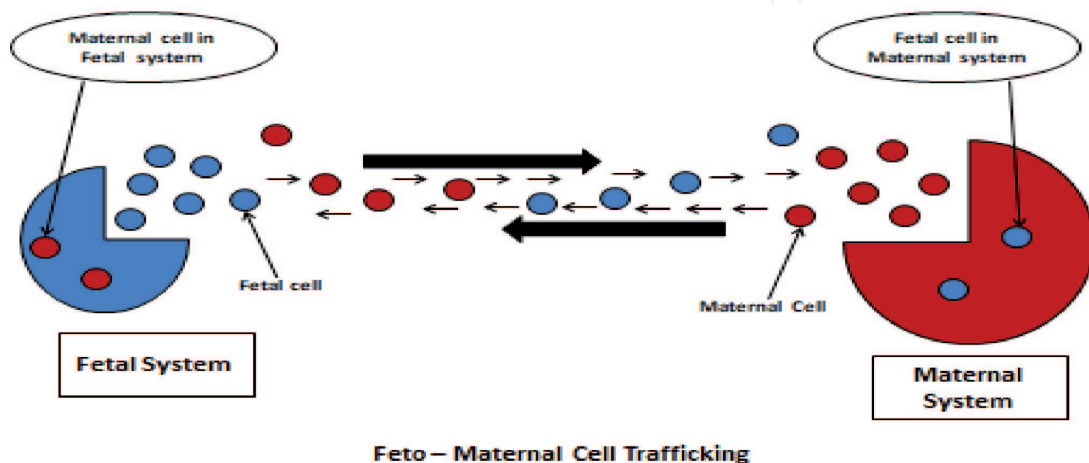 Maternal cell in
Fetal system
Fetal cell in
Maternal system
Fetal cell
Maternal Cell
Fetal System
Maternal
System
Feto – Maternal Cell Trafficking